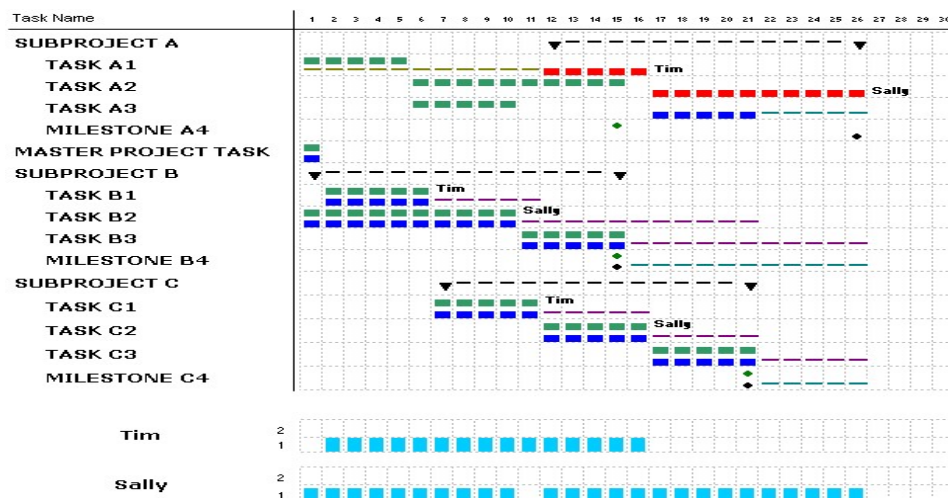 Task Name 1 2 3 4 5 6 7 8 9 10 11 12 13 14 15 16 17 18 19 20 21 22 23 24 25 26 27 28 29 30
SUBPROJECT A
TASK A1 Tim
TASK A2 Sally
TASK A3
MILESTONE A4
MASTER PROJECT TASK
SUBPROJECT B
TASK B1 Tim
TASK B2 Sally
TASK B3
MILESTONE B4
SUBPROJECT C
TASK C1 Tim
TASK C2 Sally
TASK C3
MILESTONE C4
Tim 2
1
Sally 2
1